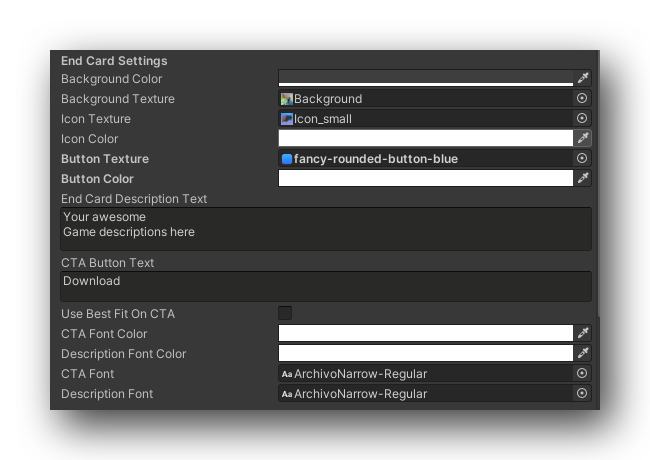 End Card Settings
Background Color
Background Texture
Background
Icon Texture
Icon_small
Icon Color
Button Texture
fancy-rounded-button-blue
Button Color
End Card Description Text
Your awesome
Game descriptions here
CTA Button Text
Download
Use Best Fit On CTA
CTA Font Color
Description Font Color
CTA Font
Aa ArchivoNarrow-Regular
Description Font
Aa ArchivoNarrow-Regular